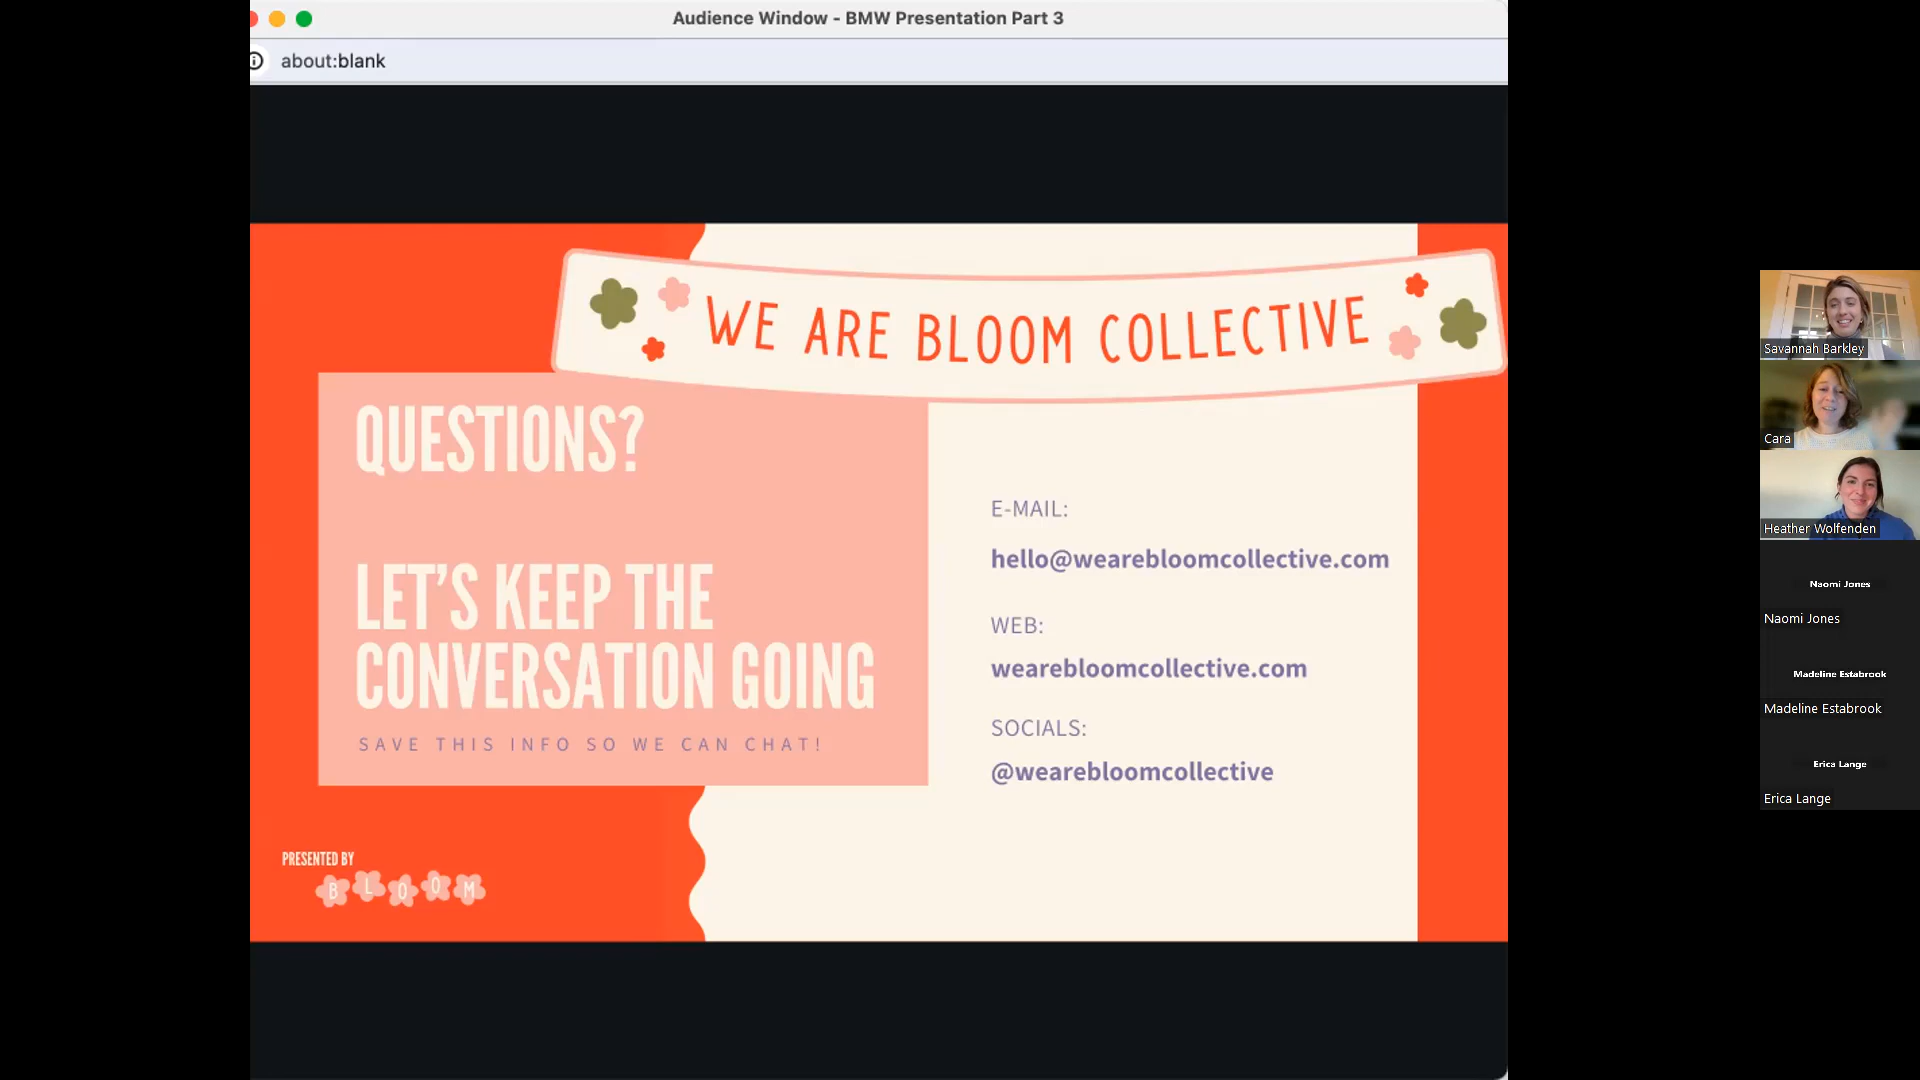 Audience Window - BMW Presentation Part 3
about:blank
WE ARE BLOOM COLLECTIVE
QUESTIONS?
LET'S KEEP THE
CONVERSATION GOING
SAVE THIS INFO SO WE CAN CHAT!
E-MAIL:
hello@wearebloomcollective.com
WEB:
wearebloomcollective.com
SOCIALS:
@wearebloomcollective
PRESENTED BY
BLOOM
Savannah Barkley
Cara
Heather Wolfenden
Naomi Jones
Naomi Jones
Madeline Estabrook
Madeline Estabrook
Erica Lange
Erica Lange